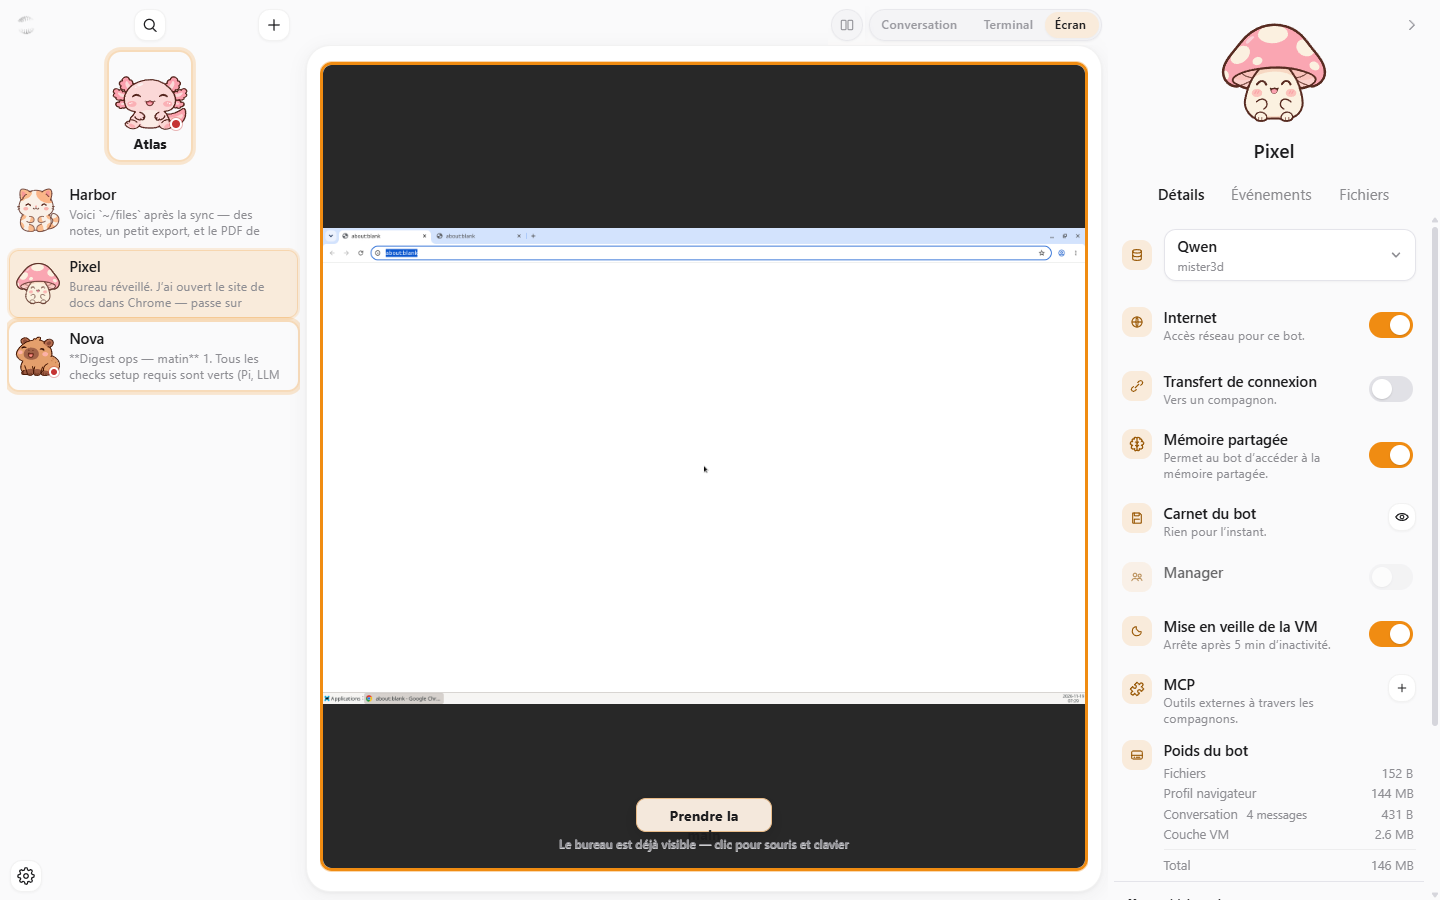 Atlas
Harbor
Voici `~/files` après la sync — des
notes, un petit export, et le PDF de
Pixel
Bureau réveillé. J'ai ouvert le site de
docs dans Chrome — passe sur
Nova
**Digest ops — matin** 1. Tous les
checks setup requis sont verts (Pi, LLM
Conversation
Terminal
Écran
about:blank
about:blank
about:blank
Applications
about:blank - Google Chr...
Prendre la
Le bureau est déjà visible — clic pour souris et clavier
Pixel
Détails
Événements
Fichiers
Qwen
mister3d
Internet
Accès réseau pour ce bot.
Transfert de connexion
Vers un compagnon.
Mémoire partagée
Permet au bot d'accéder à la
mémoire partagée.
Carnet du bot
Rien pour l'instant.
Manager
Mise en veille de la VM
Arrête après 5 min d'inactivité.
MCP
Outils externes à travers les
compagnons.
Poids du bot
Fichiers 152 B
Profil navigateur 144 MB
Conversation 4 messages 431 B
Couche VM 2.6 MB
Total 146 MB